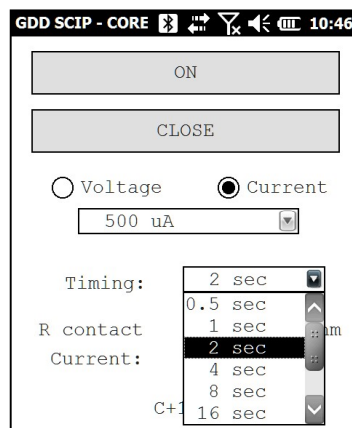 GDD SCIP - CORE 10:46
ON
CLOSE
Voltage Current
500 uA
Timing: 2 sec
0.5 sec
R contact 1 sec
2 sec
Current: 4 sec
8 sec
C+ 16 sec